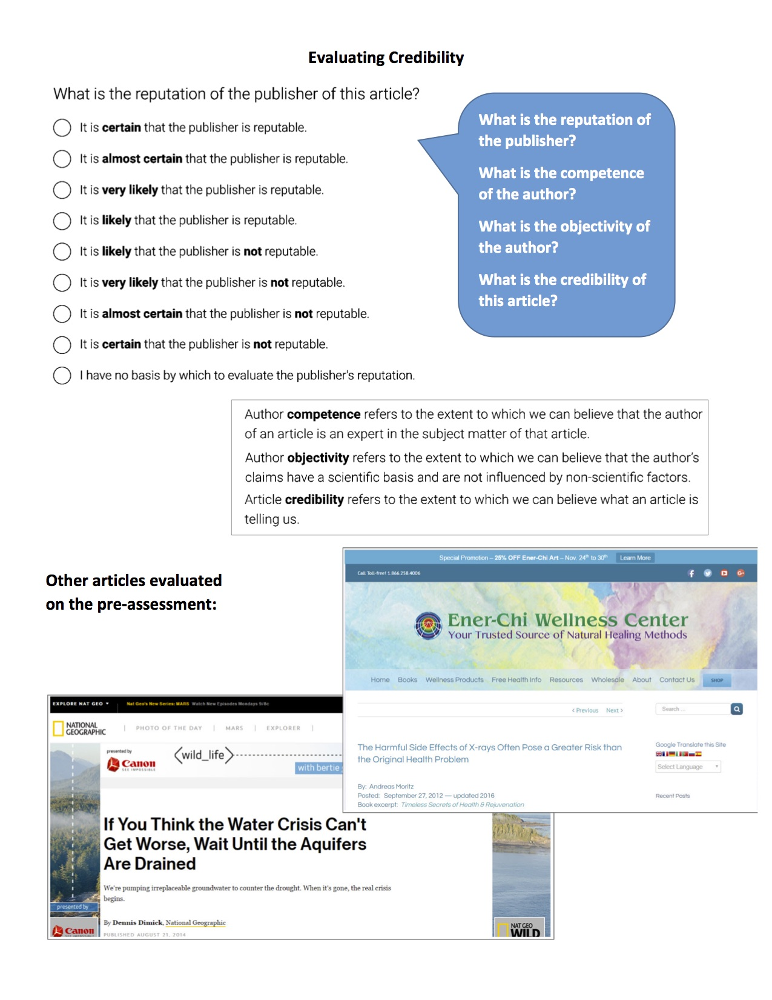 Evaluating Credibility
What is the reputation of the publisher of this article?
It is certain that the publisher is reputable.
It is almost certain that the publisher is reputable.
It is very likely that the publisher is reputable.
It is likely that the publisher is reputable.
It is likely that the publisher is not reputable.
It is very likely that the publisher is not reputable.
It is almost certain that the publisher is not reputable.
It is certain that the publisher is not reputable.
I have no basis by which to evaluate the publisher's reputation.
What is the reputation of
the publisher?
What is the competence
of the author?
What is the objectivity of
the author?
What is the credibility of
this article?
Author competence refers to the extent to which we can believe that the author
of an article is an expert in the subject matter of that article.
Author objectivity refers to the extent to which we can believe that the author's
claims have a scientific basis and are not influenced by non-scientific factors.
Article credibility refers to the extent to which we can believe what an article is
telling us.
Other articles evaluated
on the pre-assessment:
Special Promotion – 25% OFF Ener-Chi Art – Nov. 24th to 30th Learn More
Call Toll-free! 1.866.258.4006
Ener-Chi Wellness Center
Your Trusted Source of Natural Healing Methods
Home Books Wellness Products Free Health Info Resources Wholesale About Contact Us SHOP
‹ Previous Next ›
Search ...
The Harmful Side Effects of X-rays Often Pose a Greater Risk than
the Original Health Problem
Google Translate this Site
Select Language
By: Andreas Moritz
Posted: September 27, 2012 — updated 2016
Book excerpt: Timeless Secrets of Health & Rejuvenation
Recent Posts
EXPLORE NAT GEO
Nat Geo's New Series: MARS Watch New Episodes Mondays 9/8c
NATIONAL
GEOGRAPHIC
PHOTO OF THE DAY | MARS | EXPLORER |
presented by
Canon
SEE IMPOSSIBLE
<wild_life>
with bertie
If You Think the Water Crisis Can't
Get Worse, Wait Until the Aquifers
Are Drained
We're pumping irreplaceable groundwater to counter the drought. When it's gone, the real crisis
begins.
By Dennis Dimick, National Geographic
PUBLISHED AUGUST 21, 2014
presented by
Canon
NAT GEO
WILD